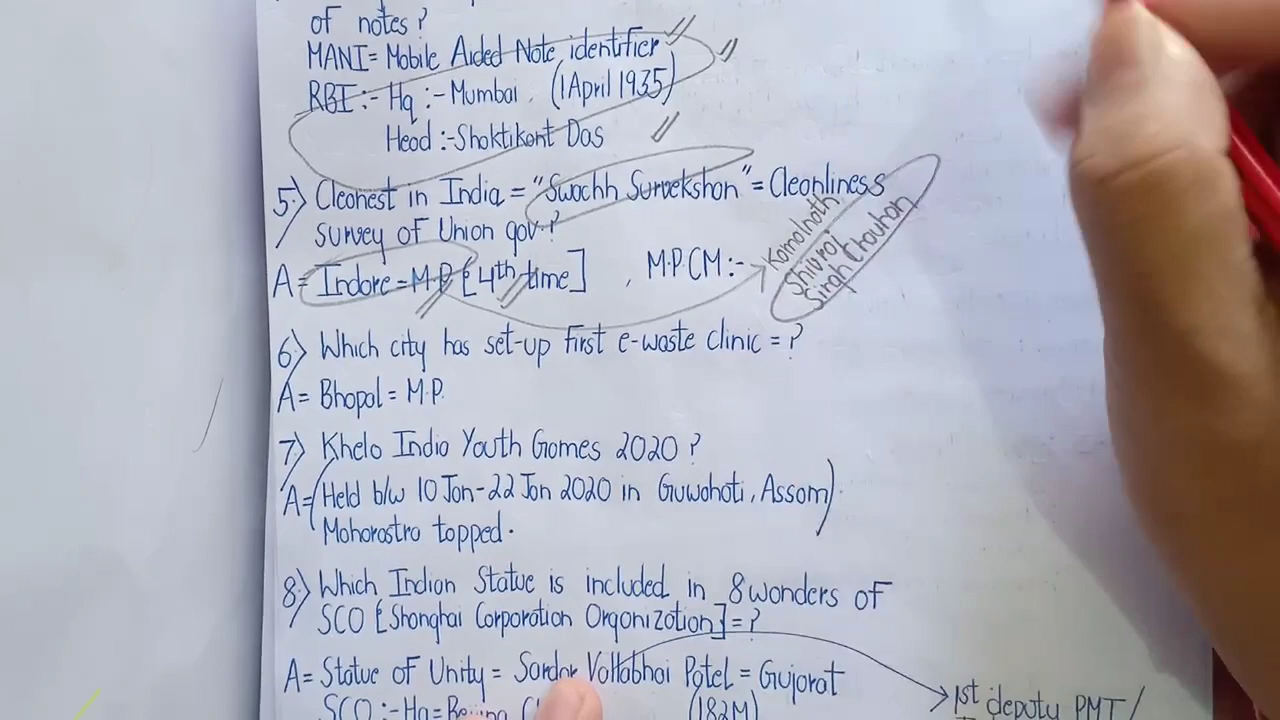 of notes?
MANI= Mobile Aided Note identifier
RBI:- Hq :- Mumbai (1 April 1935)
Head :- Shaktikant Das
5) Cleanest in India = "Swachh Survekshan" = Cleanliness
survey of Union gov.?
A= Indore = M.P. [4th time] , M.P.CM:- Kamalnath
Shivraj
Singh Chauhan
6) Which city has set-up first e-waste clinic = ?
A= Bhopal = M.P.
7) Khelo India Youth Games 2020?
A= (Held b/w 10 Jan-22 Jan 2020 in Guwahati, Assam).
Maharastra topped.
8) Which Indian Statue is included in 8 wonders of
SCO [Shanghai Corporation Organization] = ?
A= Statue of Unity = Sardar Vallabhai Patel = Gujarat
1st deputy PMI/
SCO :- Hq= (182M)